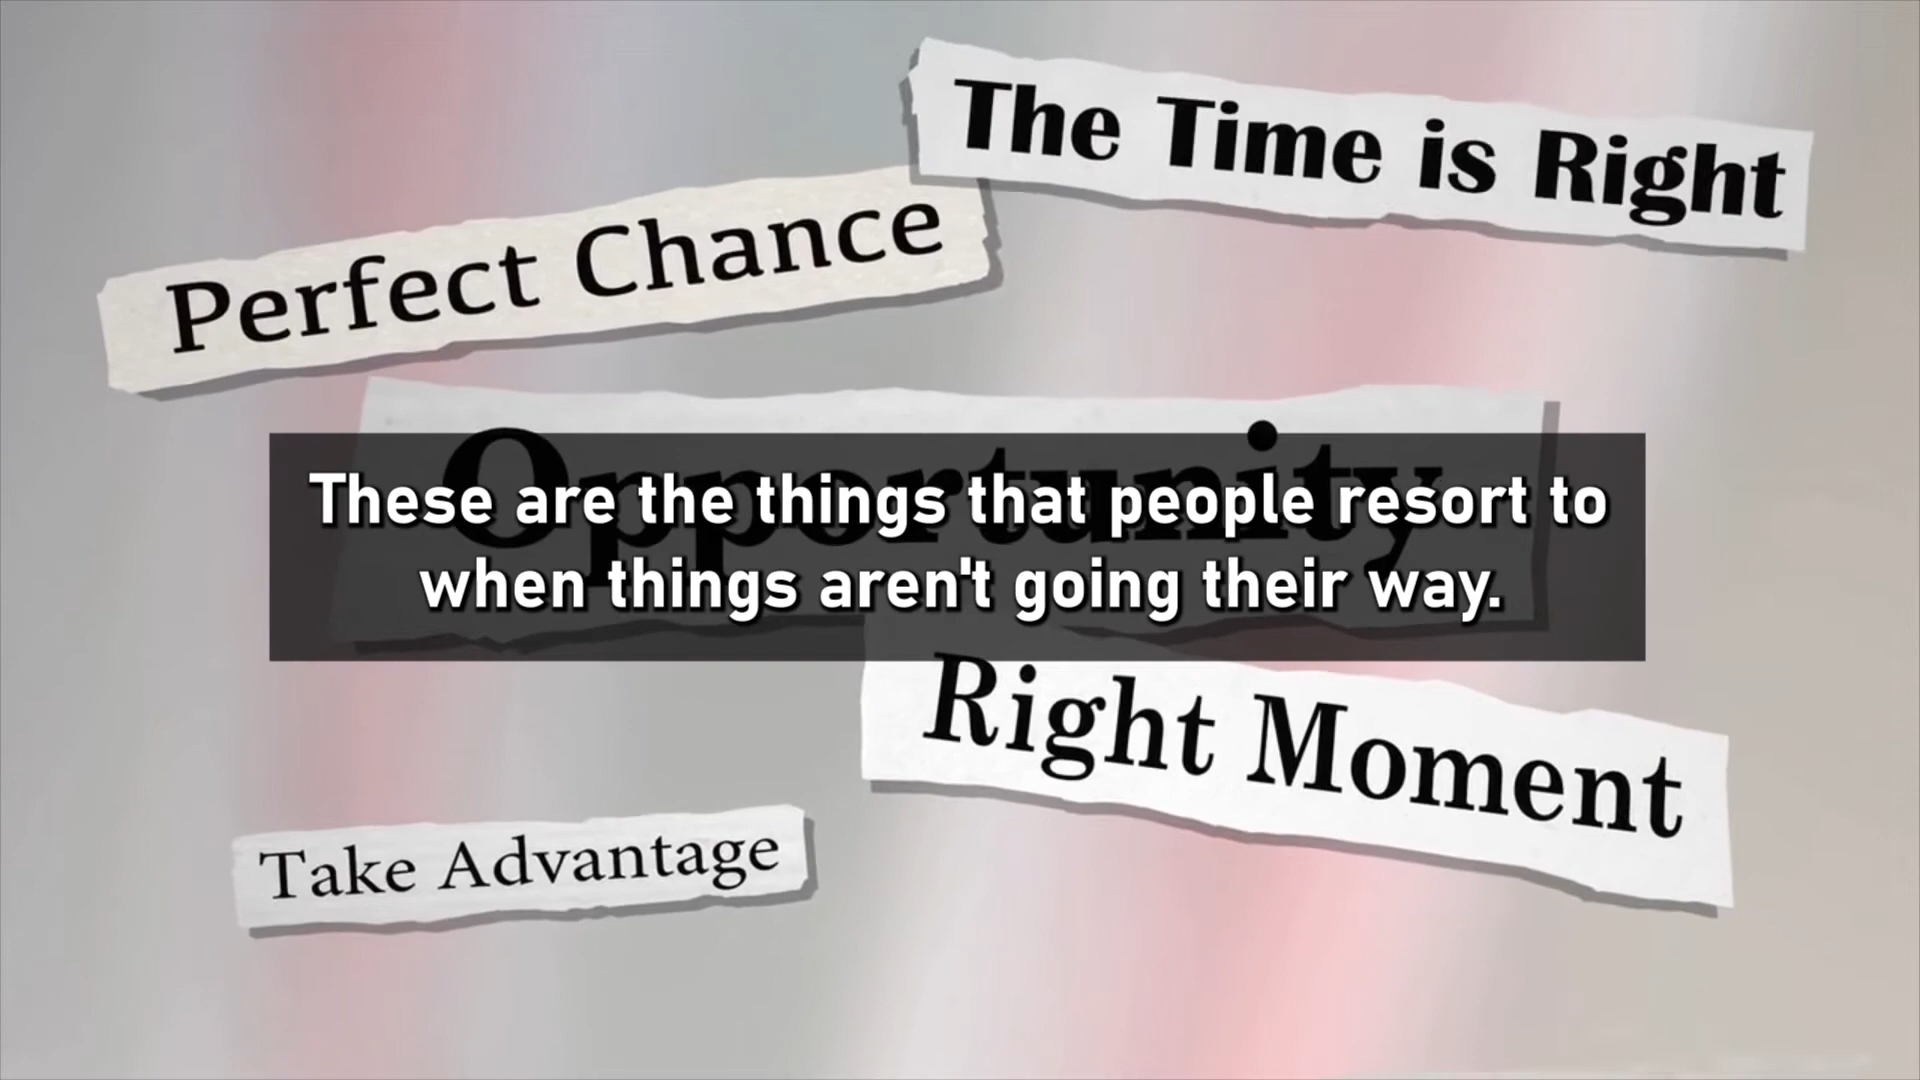 The Time is Right
Perfect Chance
Opportunity
These are the things that people resort to
when things aren't going their way.
Right Moment
Take Advantage